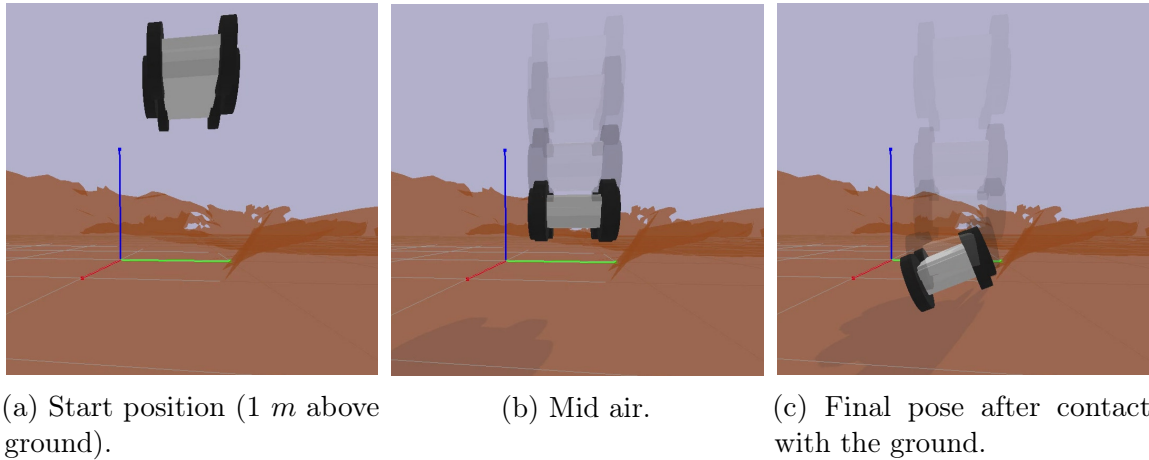 (a) Start position (1 m above
ground).
(b) Mid air.
(c) Final pose after contact
with the ground.